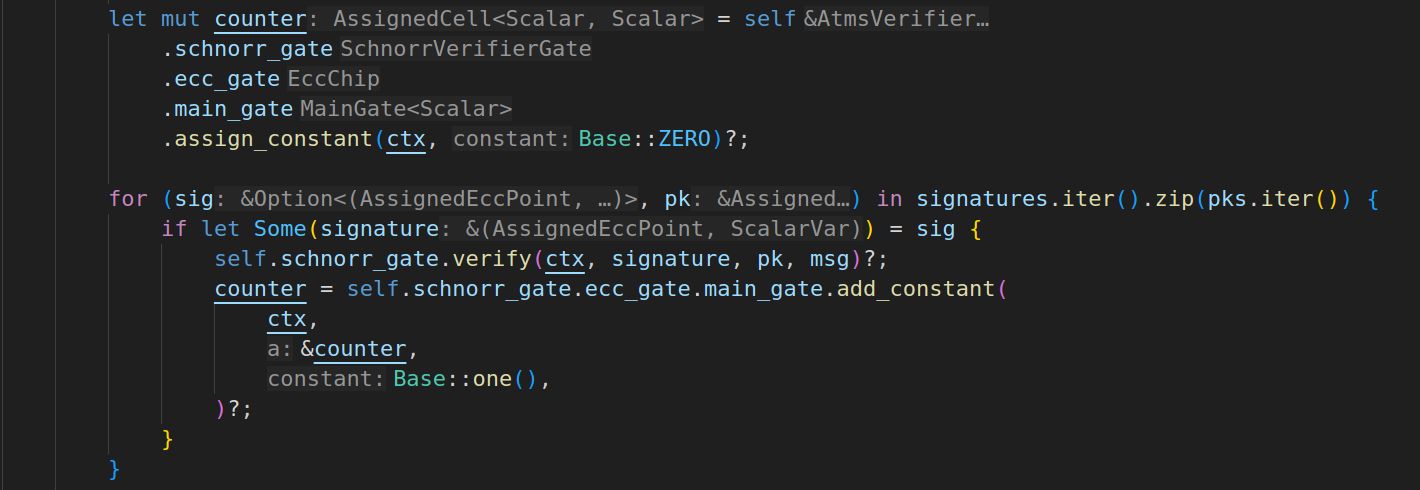 let mut counter: AssignedCell<Scalar, Scalar> = self &AtmsVerifier…
.schnorr_gate SchnorrVerifierGate
.ecc_gate EccChip
.main_gate MainGate<Scalar>
.assign_constant(ctx, constant: Base::ZERO)?;
for (sig: &Option<(AssignedEccPoint, …)>, pk: &Assigned…) in signatures.iter().zip(pks.iter()) {
if let Some(signature: &(AssignedEccPoint, ScalarVar)) = sig {
self.schnorr_gate.verify(ctx, signature, pk, msg)?;
counter = self.schnorr_gate.ecc_gate.main_gate.add_constant(
ctx,
a: &counter,
constant: Base::one(),
)?;
}
}